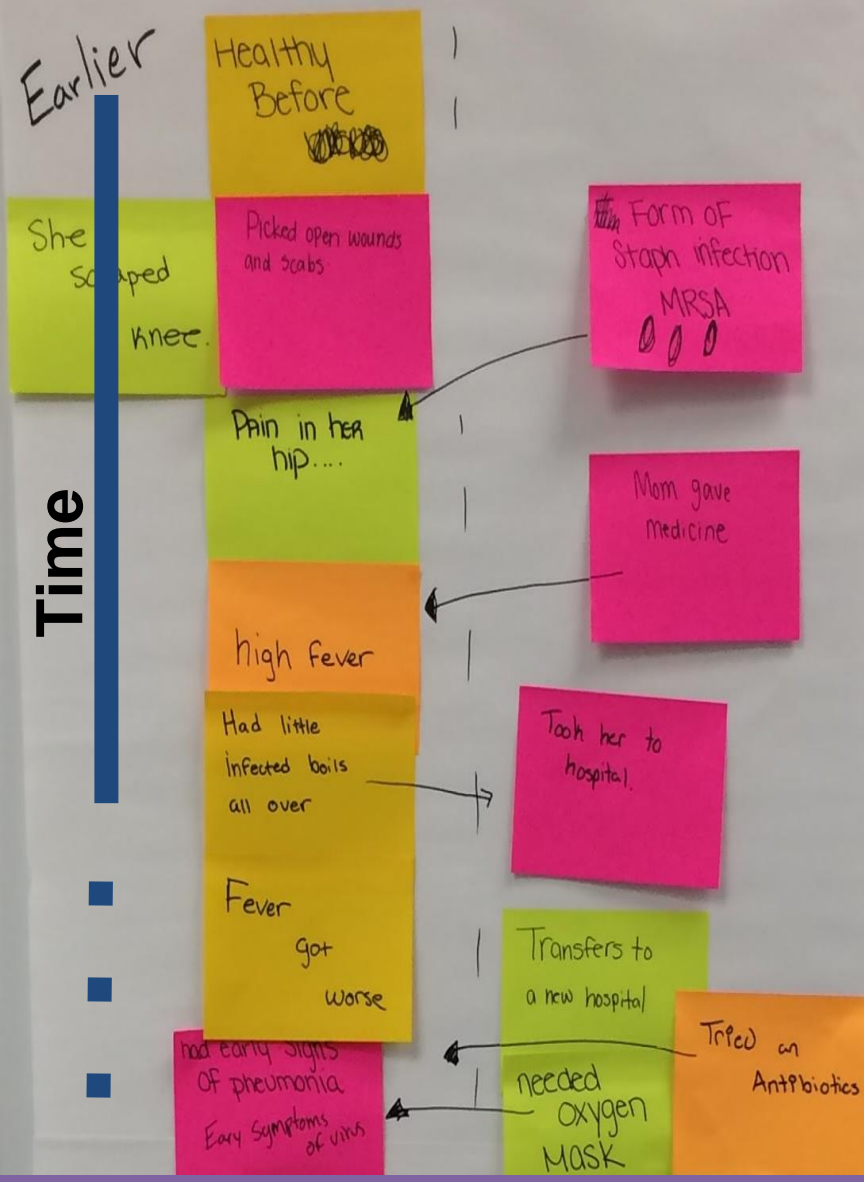 Earlier
Healthy
Before
She
scraped
knee.
Picked open wounds
and scabs
Form of
Staph infection
MRSA
Pain in her
hip....
Time
Mom gave
medicine
high fever
Had little
infected boils
all over
Took her to
hospital.
Fever
got
worse
Transfers to
a new hospital
Tried an
Antibiotics
had early signs
of pneumonia
Eary symptoms
of virus
needed
oxygen
mask